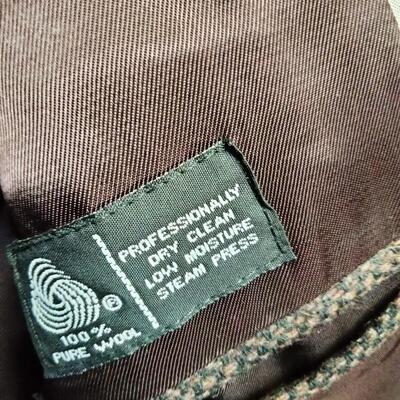 ®
100%
PURE WOOL
PROFESSIONALLY
DRY CLEAN
LOW MOISTURE
STEAM PRESS